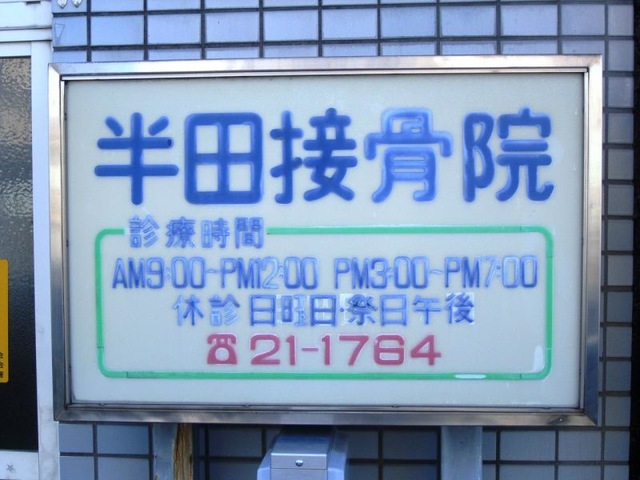 半田接骨院
診療時間
AM9:00~PM12:00 PM3:00~PM7:00
休診 日曜日・祭日午後
☎21-1764